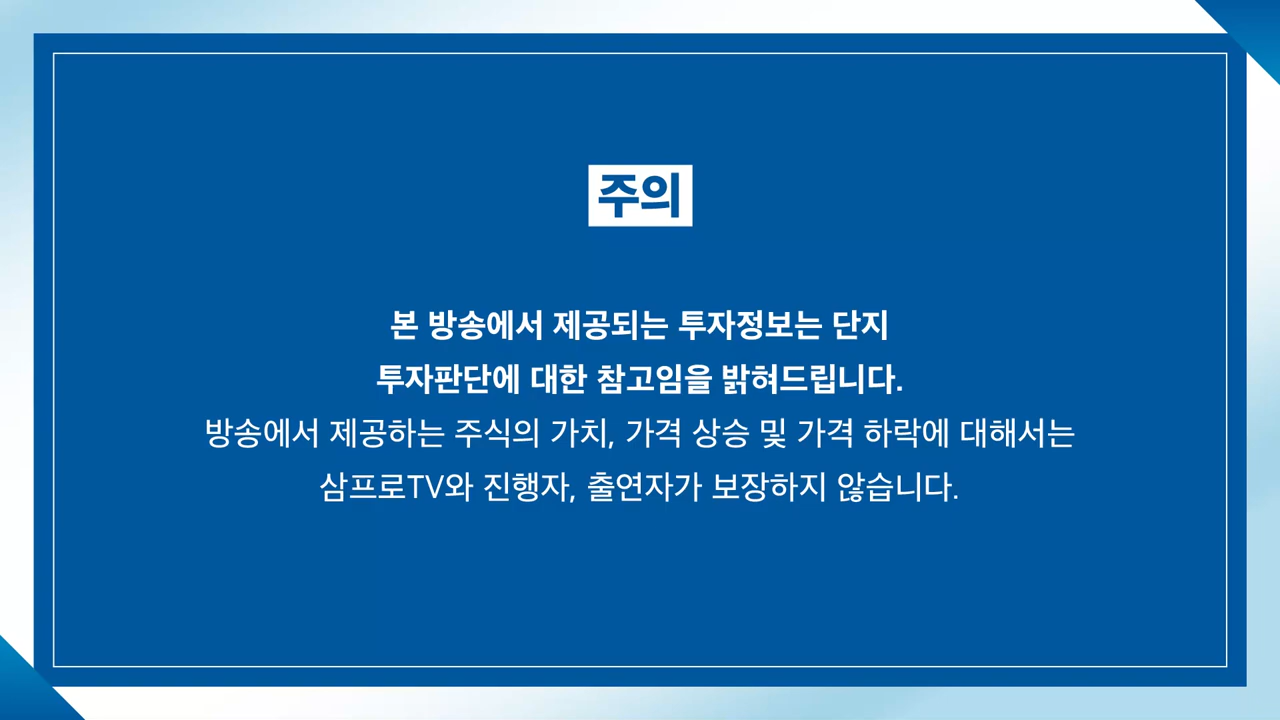 주의
본 방송에서 제공되는 투자정보는 단지
투자판단에 대한 참고임을 밝혀드립니다.
방송에서 제공하는 주식의 가치, 가격 상승 및 가격 하락에 대해서는
삼프로TV와 진행자, 출연자가 보장하지 않습니다.